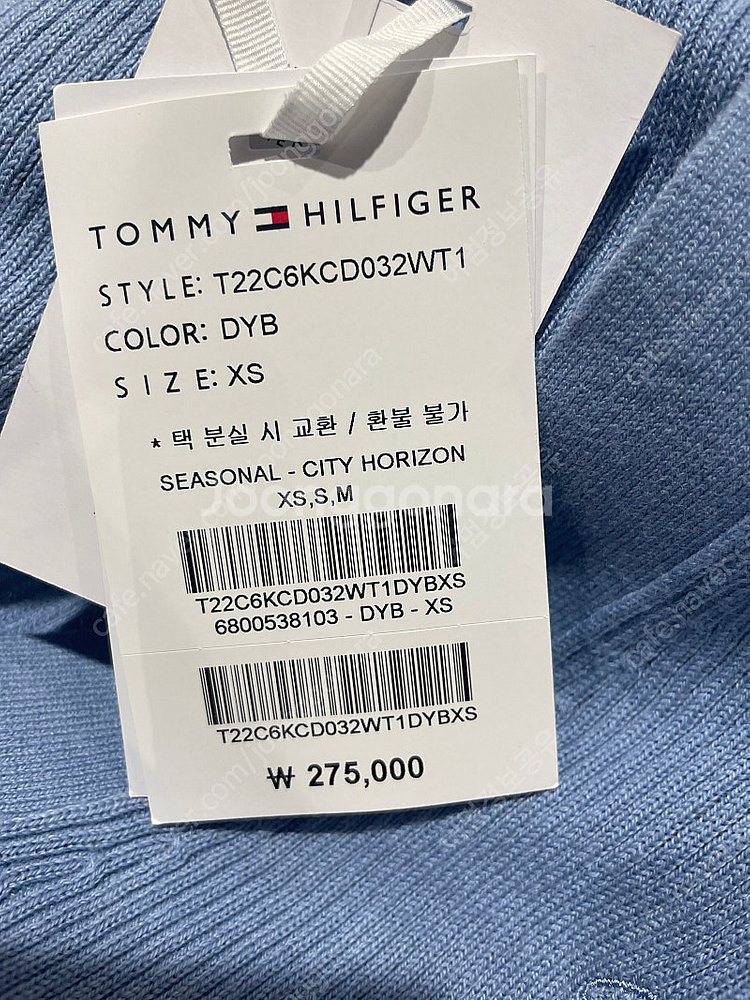 TOMMY HILFIGER
STYLE: T22C6KCD032WT1
COLOR: DYB
SIZE: XS
* 택 분실 시 교환 / 환불 불가
SEASONAL - CITY HORIZON
XS,S,M
Joonggonara
T22C6KCD032WT1DYBXS
6800538103 - DYB - XS
T22C6KCD032WT1DYBXS
₩ 275,000